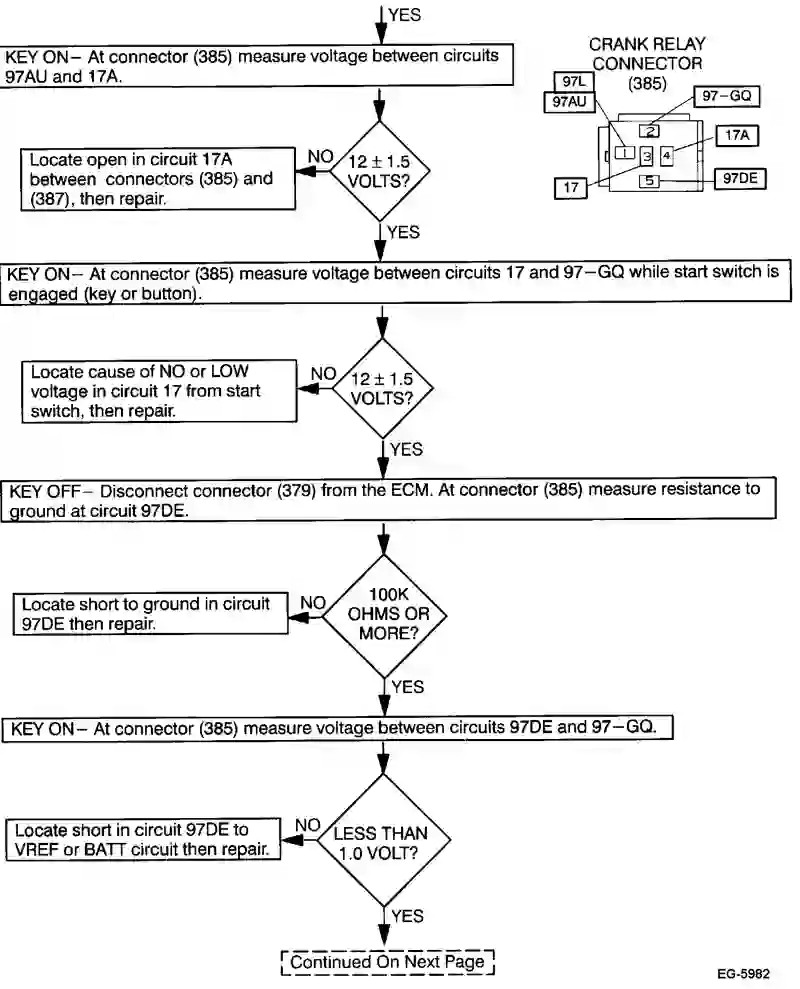 YES
KEY ON– At connector (385) measure voltage between circuits
97AU and 17A.
CRANK RELAY
CONNECTOR
(385)
97L
97AU
97–GQ
17A
17
97DE
1
2
3
4
5
Locate open in circuit 17A
between connectors (385) and
(387), then repair.
NO
12 ± 1.5
VOLTS?
YES
KEY ON– At connector (385) measure voltage between circuits 17 and 97–GQ while start switch is
engaged (key or button).
Locate cause of NO or LOW
voltage in circuit 17 from start
switch, then repair.
NO
12 ± 1.5
VOLTS?
YES
KEY OFF– Disconnect connector (379) from the ECM. At connector (385) measure resistance to
ground at circuit 97DE.
Locate short to ground in circuit
97DE then repair.
NO
100K
OHMS OR
MORE?
YES
KEY ON– At connector (385) measure voltage between circuits 97DE and 97–GQ.
Locate short in circuit 97DE to
VREF or BATT circuit then repair.
NO
LESS THAN
1.0 VOLT?
YES
Continued On Next Page
EG-5982